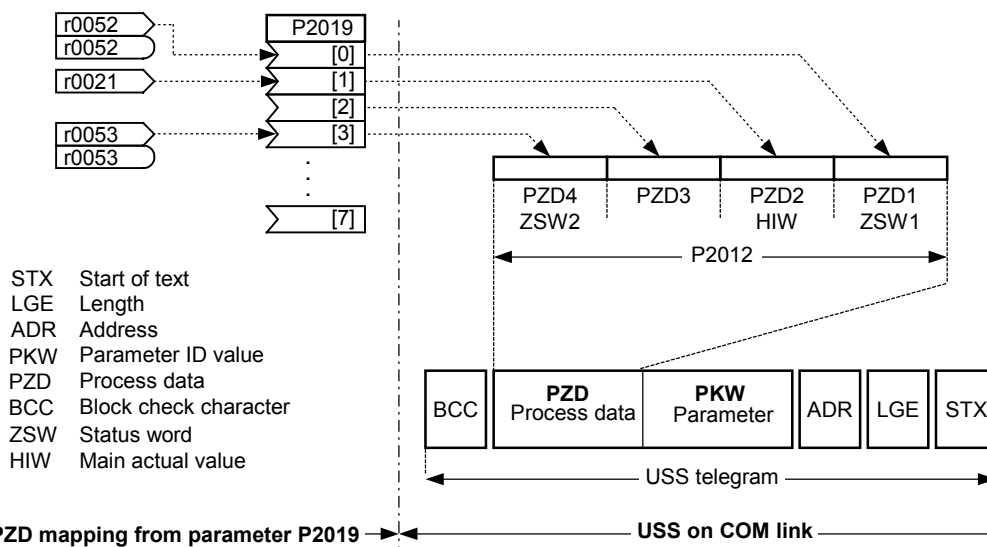 r0052
r0052
r0021
r0053
r0053
P2019
[0]
[1]
[2]
[3]
[7]
PZD4
ZSW2
PZD3
PZD2
HIW
PZD1
ZSW1
P2012
STX Start of text
LGE Length
ADR Address
PKW Parameter ID value
PZD Process data
BCC Block check character
ZSW Status word
HIW Main actual value
BCC
PZD
Process data
PKW
Parameter
ADR
LGE
STX
USS telegram
PZD mapping from parameter P2019
USS on COM link